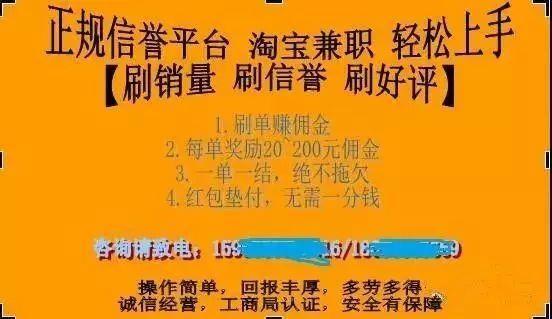 正规信誉平台 淘宝兼职 轻松上手
【刷销量 刷信誉 刷好评】
1.刷单赚佣金
2.每单奖励20~200元佣金
3.一单一结，绝不拖欠
4.红包垫付，无需一分钱
咨询请致电：
操作简单，回报丰厚，多劳多得
诚信经营，工商局认证，安全有保障